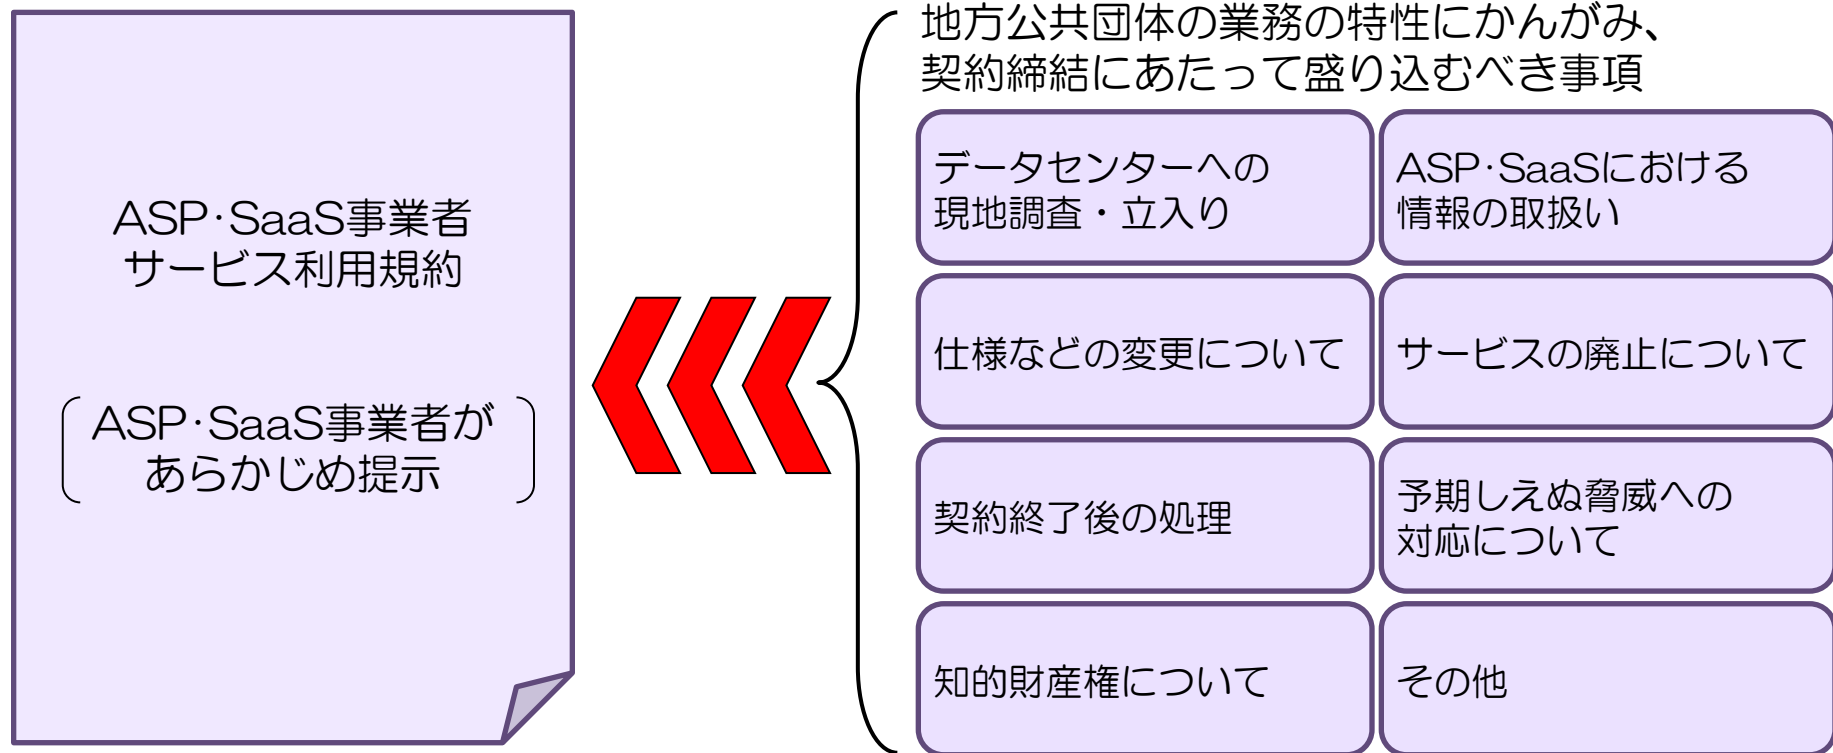 ASP･SaaS事業者
サービス利用規約
ASP･SaaS事業者が
あらかじめ提示
地方公共団体の業務の特性にかんがみ、
契約締結にあたって盛り込むべき事項
データセンターへの
現地調査・立入り
ASP･SaaSにおける
情報の取扱い
仕様などの変更について
サービスの廃止について
契約終了後の処理
予期しえぬ脅威への
対応について
知的財産権について
その他